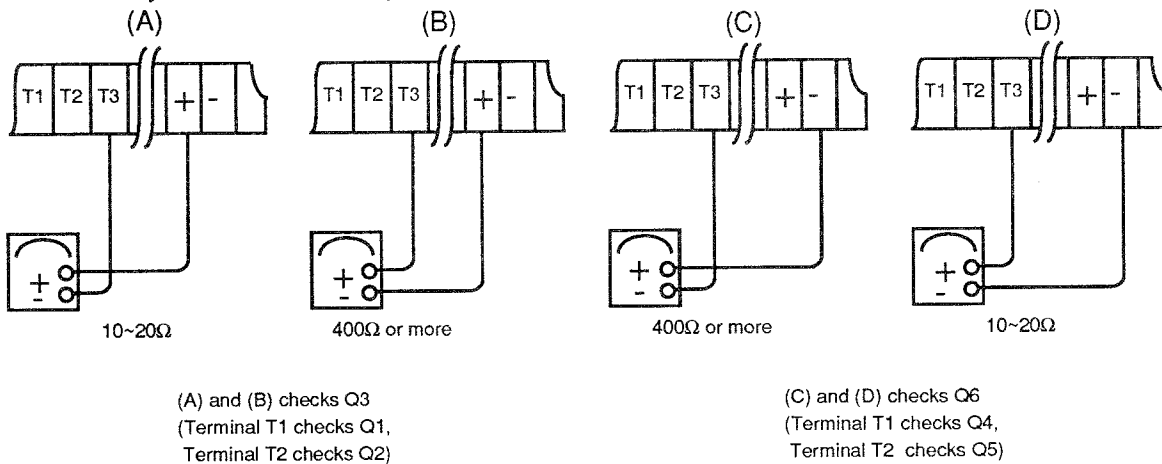 (A) (B) (C) (D)
T1 T2 T3 + - T1 T2 T3 + - T1 T2 T3 + - T1 T2 T3 + -
+ + + +
- - - -
10~20Ω 400Ω or more 400Ω or more 10~20Ω
(A) and (B) checks Q3 (C) and (D) checks Q6
(Terminal T1 checks Q1, (Terminal T1 checks Q4,
Terminal T2 checks Q2) Terminal T2 checks Q5)